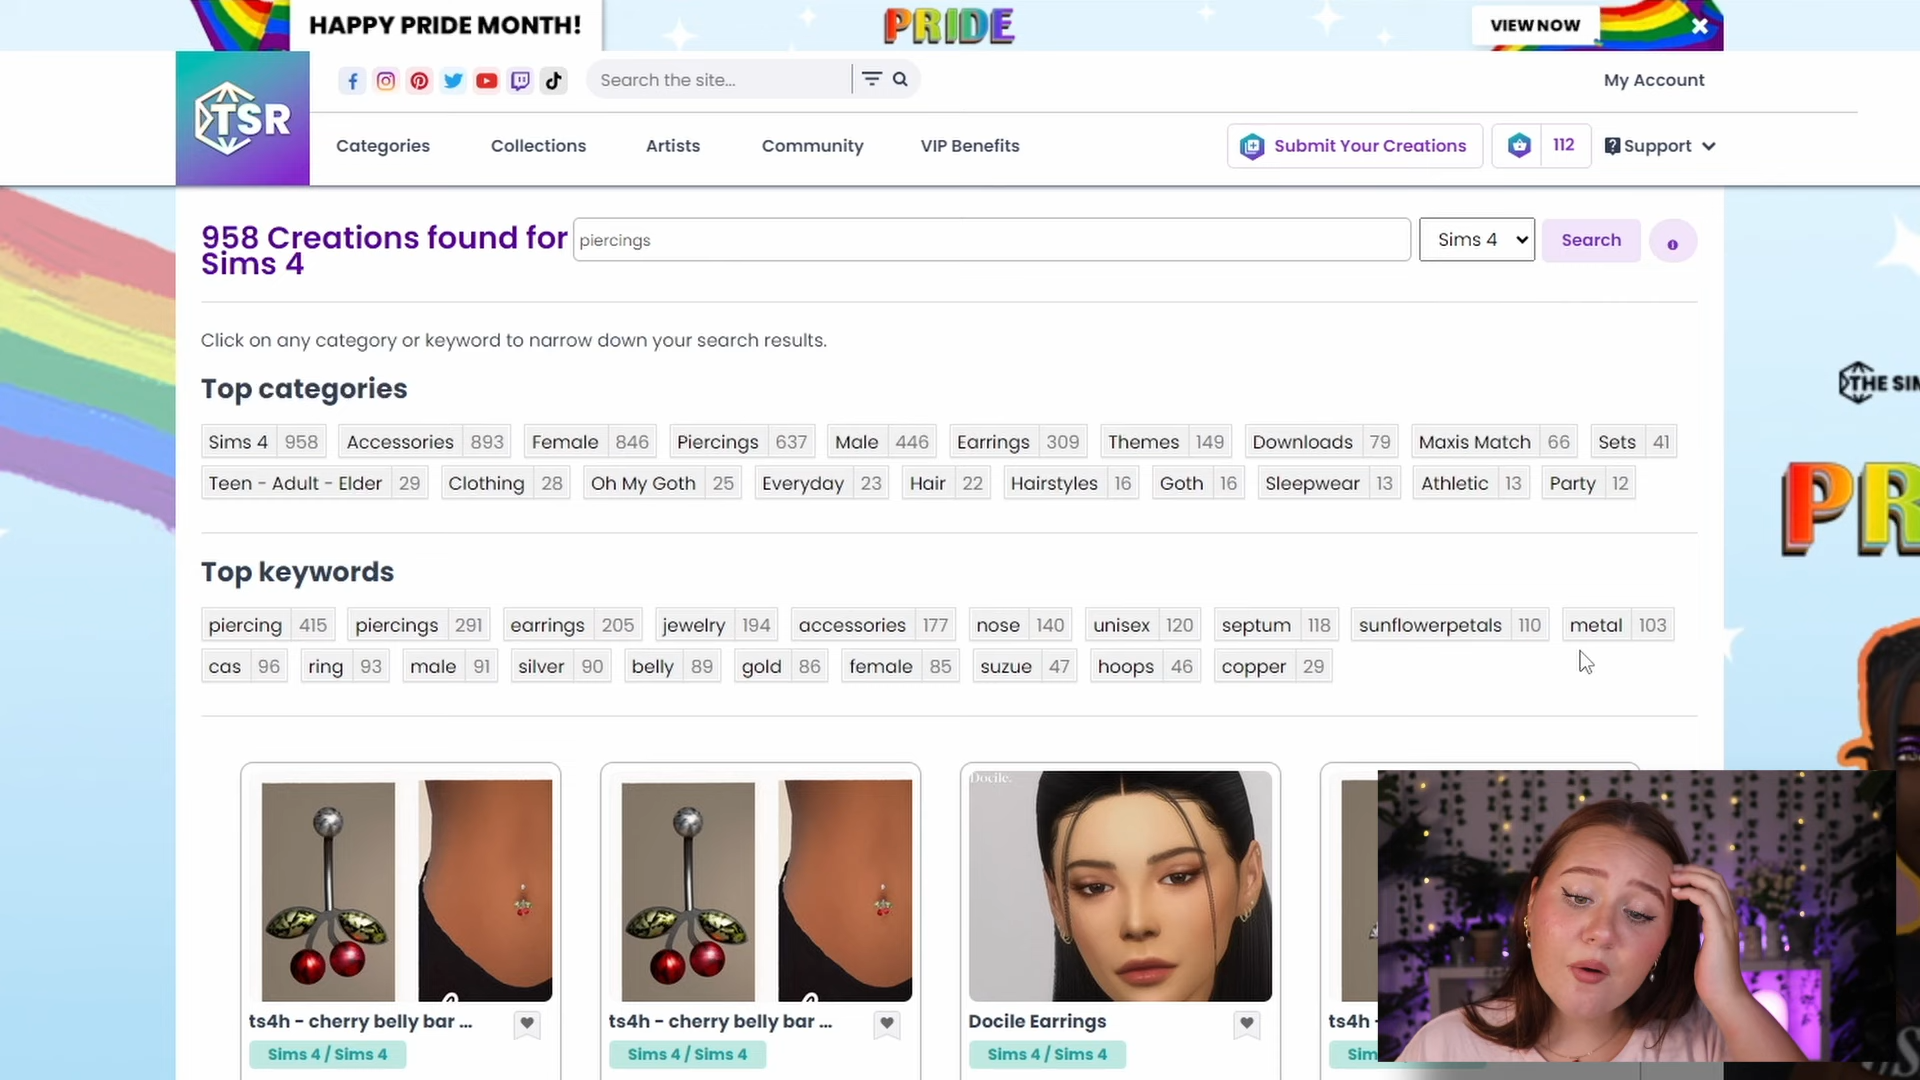 HAPPY PRIDE MONTH!
PRIDE
VIEW NOW
TSR
Search the site...
My Account
Categories
Collections
Artists
Community
VIP Benefits
Submit Your Creations
112
Support
958 Creations found for
Sims 4
piercings
Sims 4
Search
Click on any category or keyword to narrow down your search results.
Top categories
Sims 4 958 Accessories 893 Female 846 Piercings 637 Male 446 Earrings 309 Themes 149 Downloads 79 Maxis Match 66 Sets 41
Teen - Adult - Elder 29 Clothing 28 Oh My Goth 25 Everyday 23 Hair 22 Hairstyles 16 Goth 16 Sleepwear 13 Athletic 13 Party 12
Top keywords
piercing 415 piercings 291 earrings 205 jewelry 194 accessories 177 nose 140 unisex 120 septum 118 sunflowerpetals 110 metal 103
cas 96 ring 93 male 91 silver 90 belly 89 gold 86 female 85 suzue 47 hoops 46 copper 29
THE SIM
PR
Docile.
ts4h - cherry belly bar ...
Sims 4 / Sims 4
ts4h - cherry belly bar ...
Sims 4 / Sims 4
Docile Earrings
Sims 4 / Sims 4
ts4h -
Sim